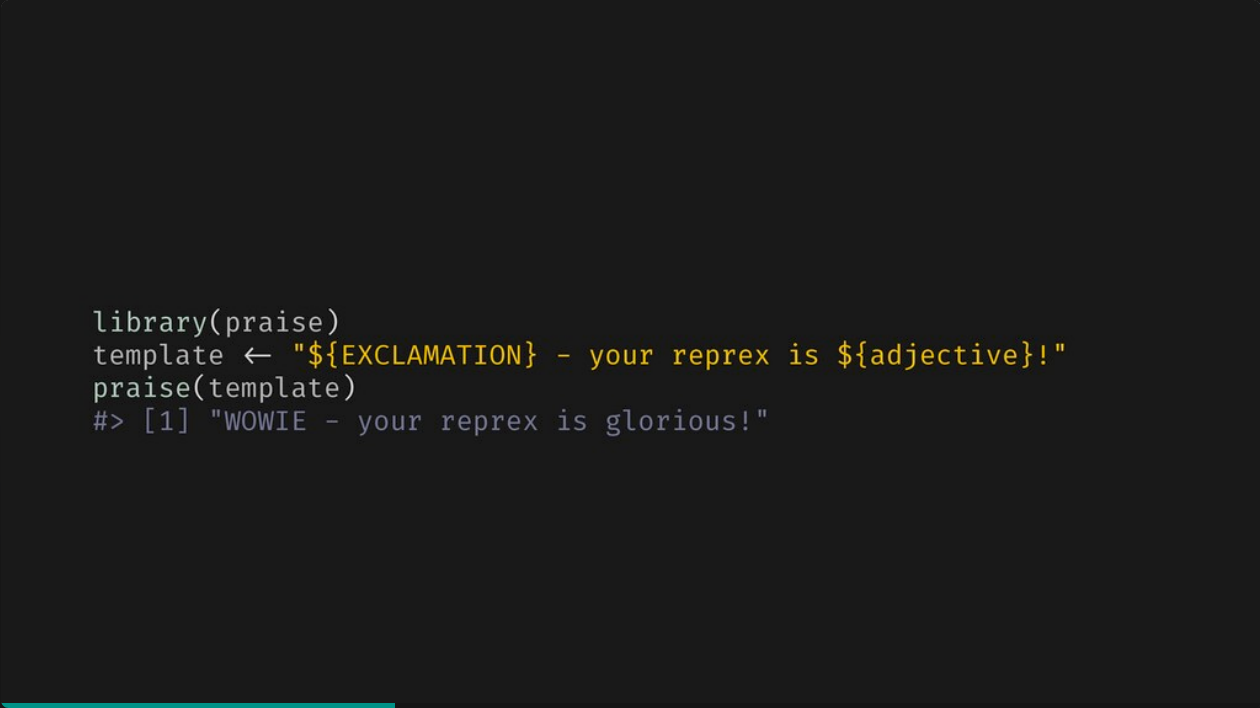 library(praise)
template <- "${EXCLAMATION} - your reprex is ${adjective}!"
praise(template)
#> [1] "WOWIE - your reprex is glorious!"